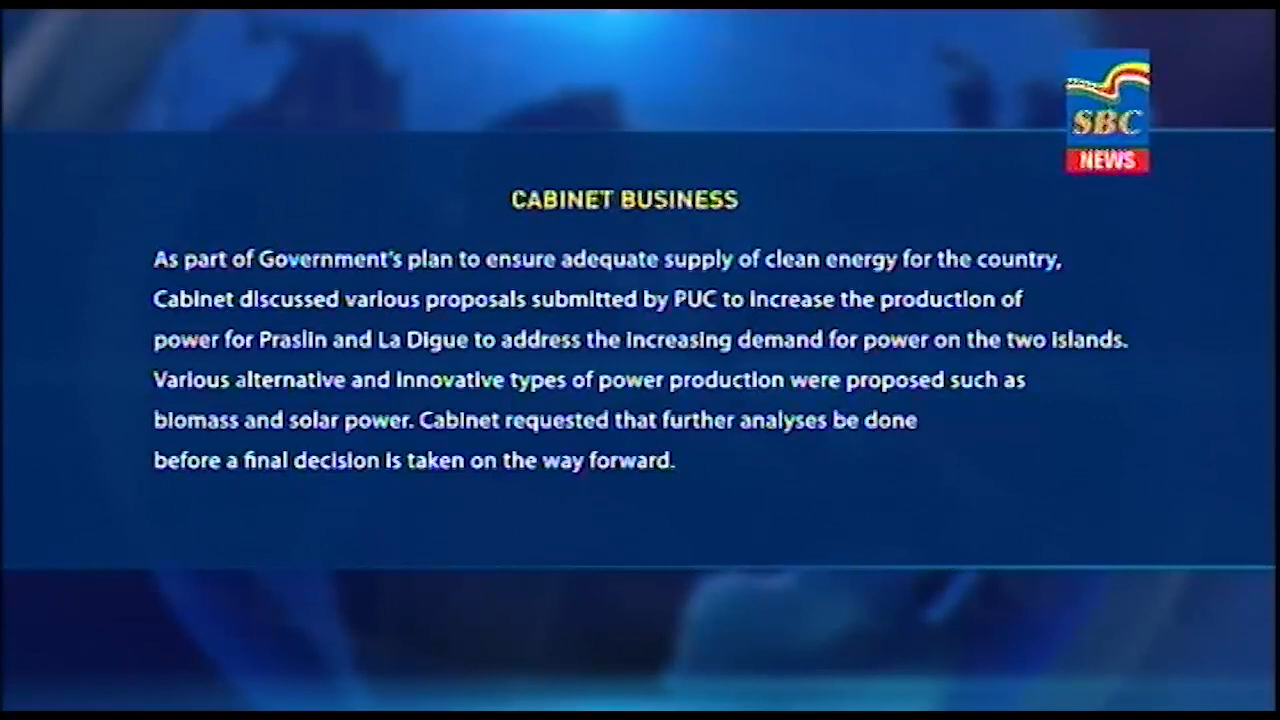 SBC
NEWS
CABINET BUSINESS
As part of Government's plan to ensure adequate supply of clean energy for the country,
Cabinet discussed various proposals submitted by PUC to increase the production of
power for Praslin and La Digue to address the increasing demand for power on the two islands.
Various alternative and innovative types of power production were proposed such as
biomass and solar power. Cabinet requested that further analyses be done
before a final decision is taken on the way forward.